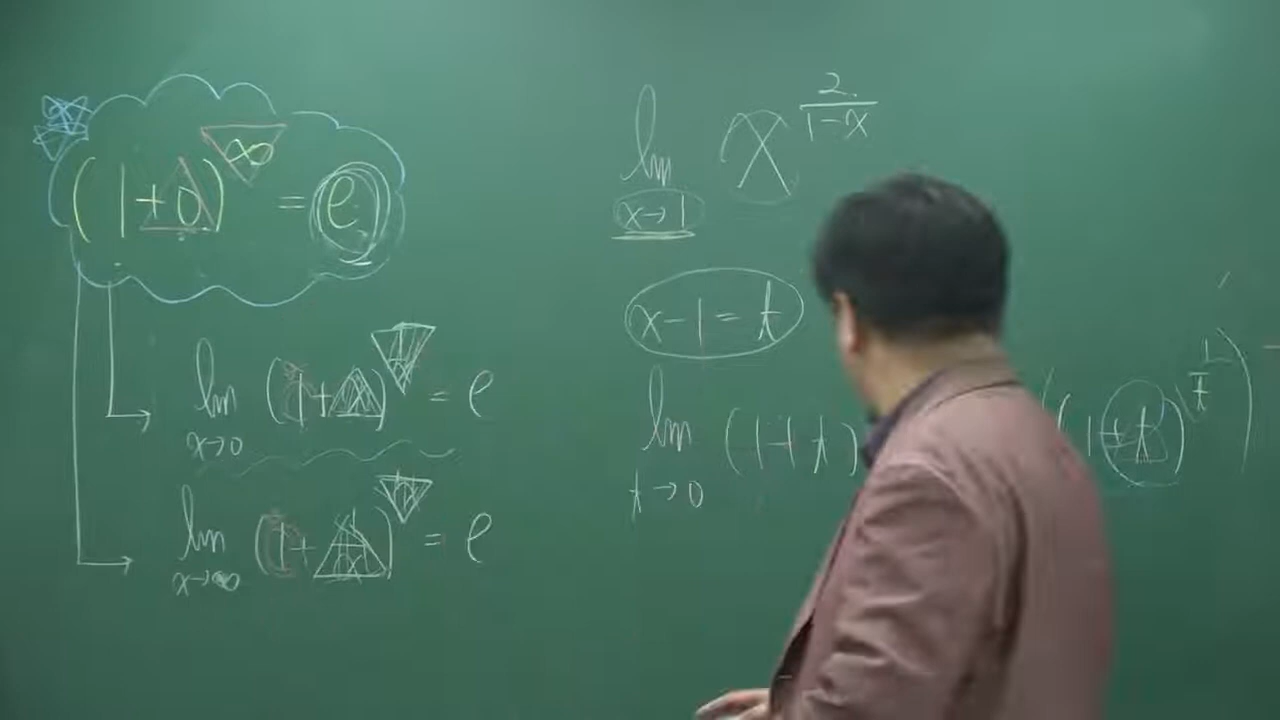 (1+0)^∞ = e
lim x→0 (1+△)^▽ = e
lim x→∞ (1+△)^▽ = e
lim x→1 x^(2/(1-x))
x-1=t
lim t→0 (1+t) (1+t)^(1/t))